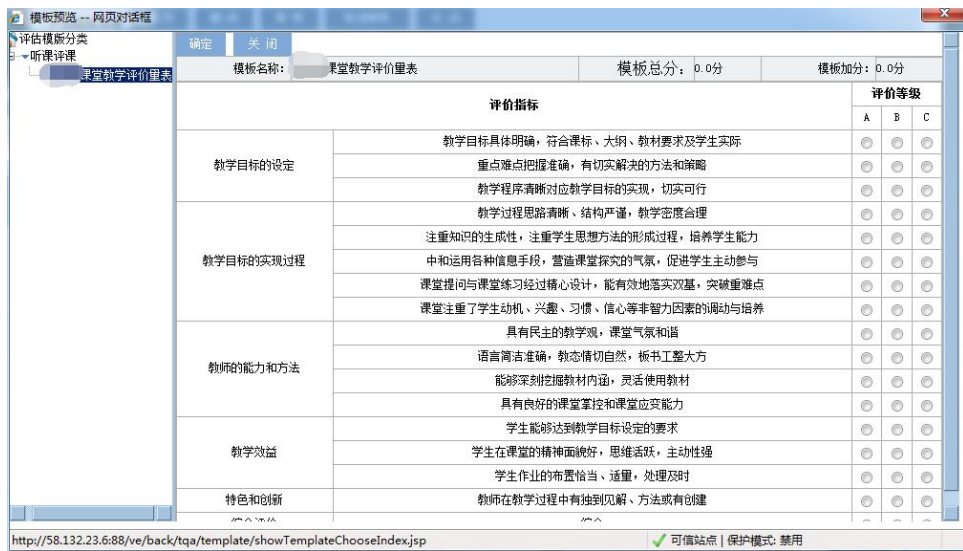 模板预览 -- 网页对话框
评估模版分类
听课评课
课堂教学评价量表
确定 关闭
模板名称: 课堂教学评价量表 模板总分: 0.0分 模板加分: 0.0分
评价指标 评价等级
A B C
教学目标的设定
教学目标具体明确，符合课标、大纲、教材要求及学生实际
重点难点把握准确，有切实解决的方法和策略
教学程序清晰对应教学目标的实现，切实可行
教学目标的实现过程
教学过程思路清晰、结构严谨，教学密度合理
注重知识的生成性，注重学生思想方法的形成过程，培养学生能力
中和运用各种信息手段，营造课堂探究的气氛，促进学生主动参与
课堂提问与课堂练习经过精心设计，能有效地落实双基，突破重难点
课堂注重了学生动机、兴趣、习惯、信心等非智力因素的调动与培养
教师的能力和方法
具有民主的教学观，课堂气氛和谐
语言简洁准确，教态情切自然，板书工整大方
能够深刻挖掘教材内涵，灵活使用教材
具有良好的课堂掌控和课堂应变能力
教学效益
学生能够达到教学目标设定的要求
学生在课堂的精神面貌好，思维活跃，主动性强
学生作业的布置恰当、适量，处理及时
特色和创新 教师在教学过程中有独到见解、方法或有创建
http://58.132.23.6:88/ve/back/tqa/template/showTemplateChooseIndex.jsp 可信站点 | 保护模式: 禁用